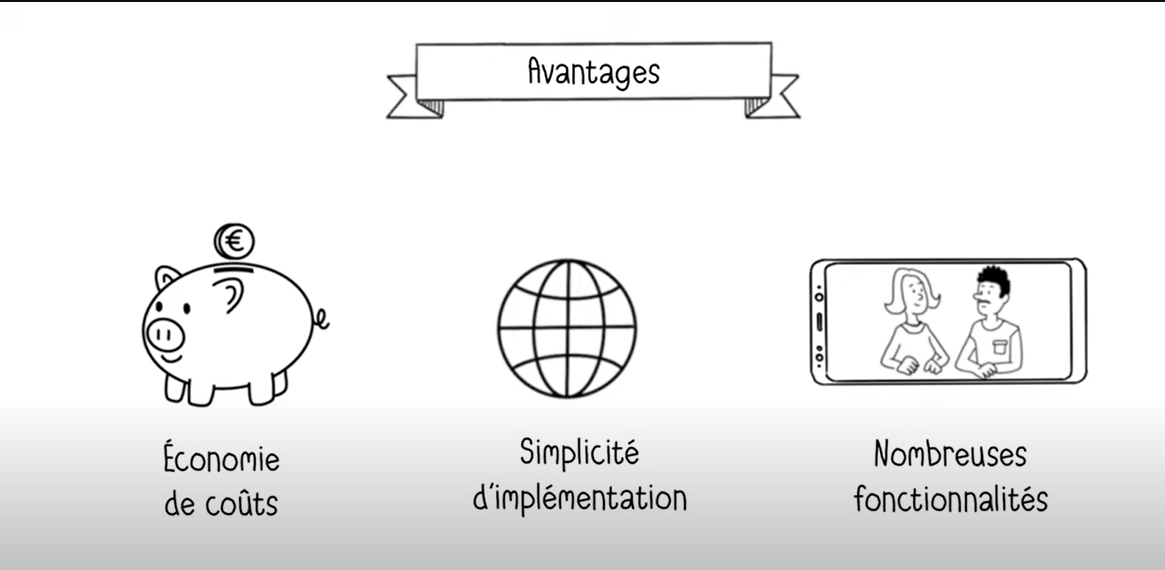 Avantages
€
Économie
de coûts
Simplicité
d'implémentation
Nombreuses
fonctionnalités